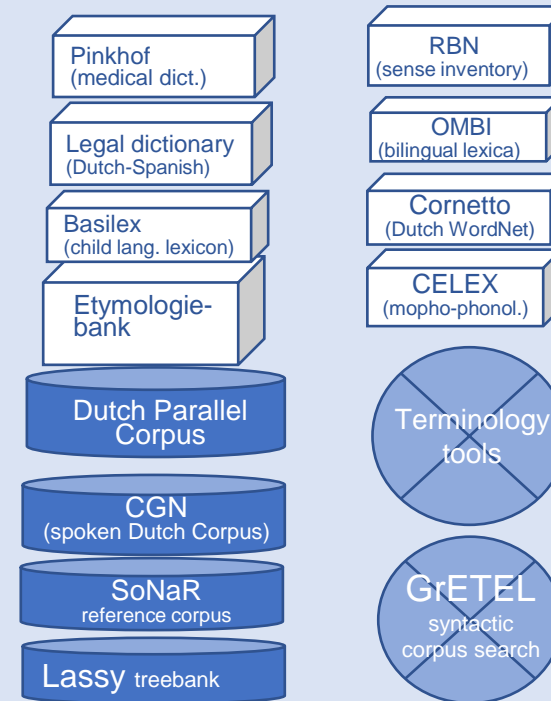 Pinkhof
(medical dict.)
Legal dictionary
(Dutch-Spanish)
Basilex
(child lang. lexicon)
Etymologie-
bank
Dutch Parallel
Corpus
CGN
(spoken Dutch Corpus)
SoNaR
reference corpus
Lassy treebank
RBN
(sense inventory)
OMBI
(bilingual lexica)
Cornetto
(Dutch WordNet)
CELEX
(mopho-phonol.)
Terminology
tools
GrETEL
syntactic
corpus search